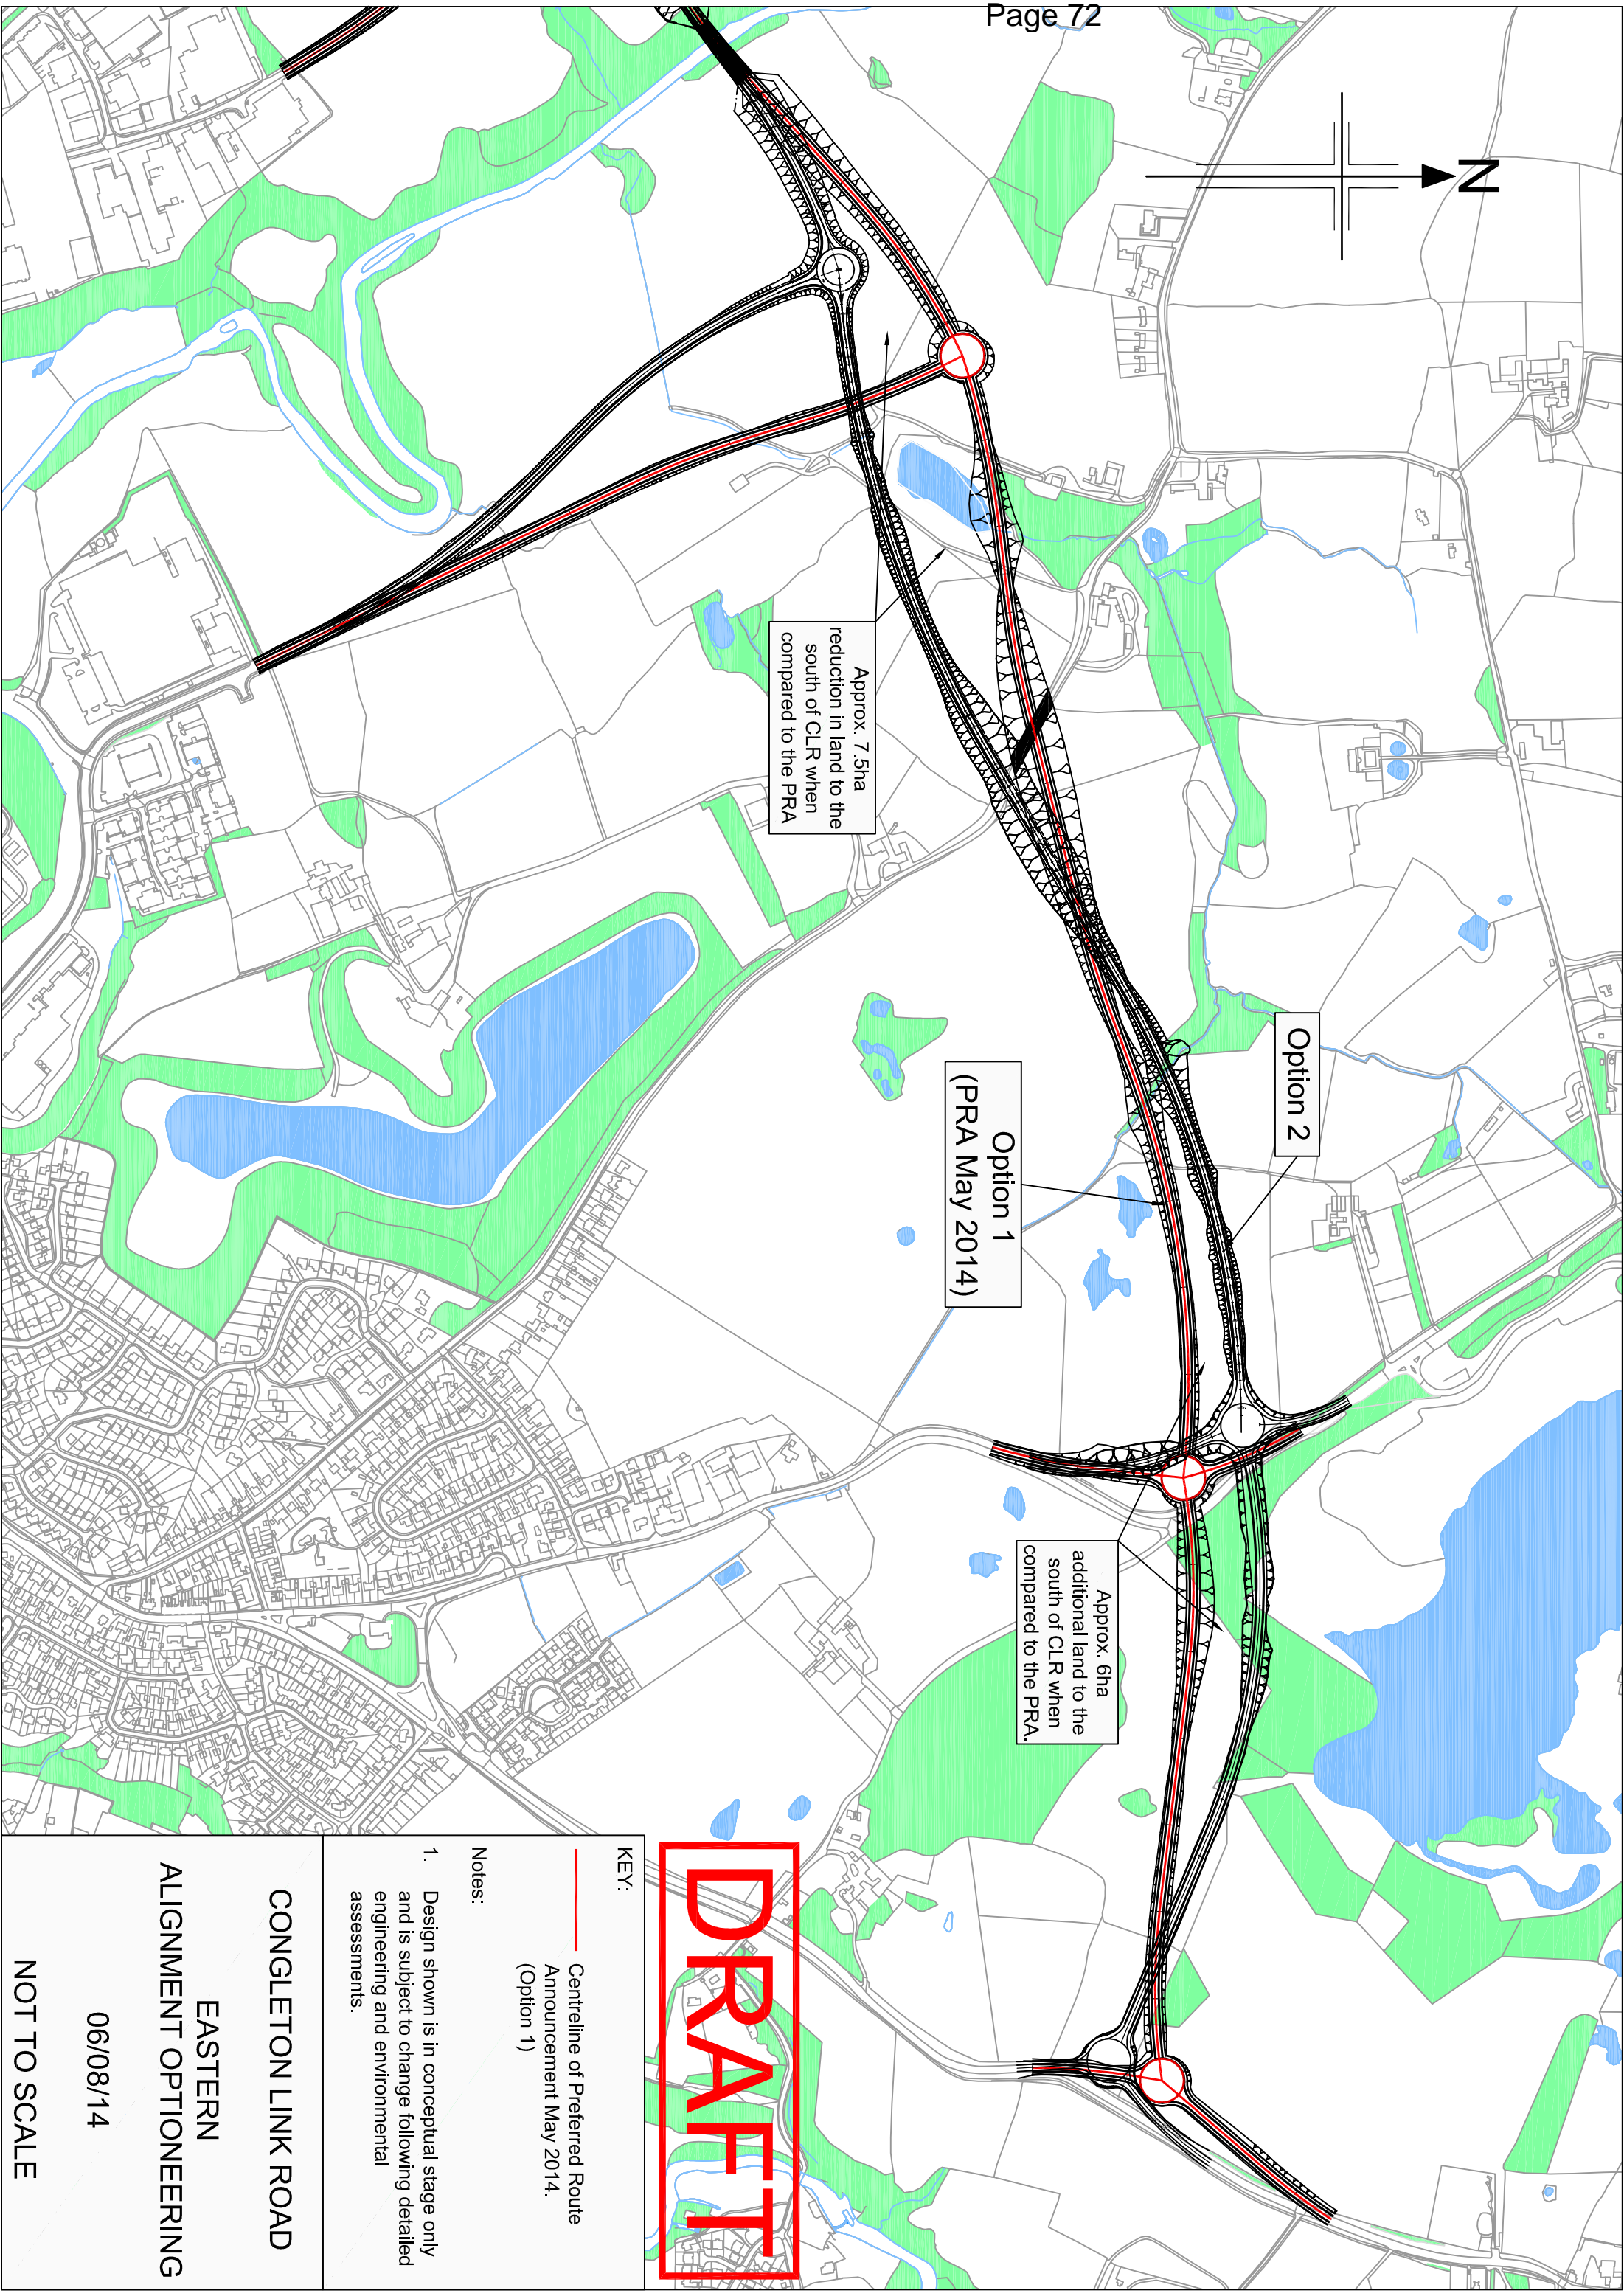 Page 72
N
Approx. 7.5ha
reduction in land to the
south of CLR when
compared to the PRA
Option 2
Option 1
(PRA May 2014)
Approx. 6ha
additional land to the
south of CLR when
compared to the PRA.
DRAFT
KEY:
Centreline of Preferred Route
Announcement May 2014.
(Option 1)
Notes:
1. Design shown is in conceptual stage only
and is subject to change following detailed
engineering and environmental
assessments.
CONGLETON LINK ROAD
EASTERN
ALIGNMENT OPTIONEERING
06/08/14
NOT TO SCALE